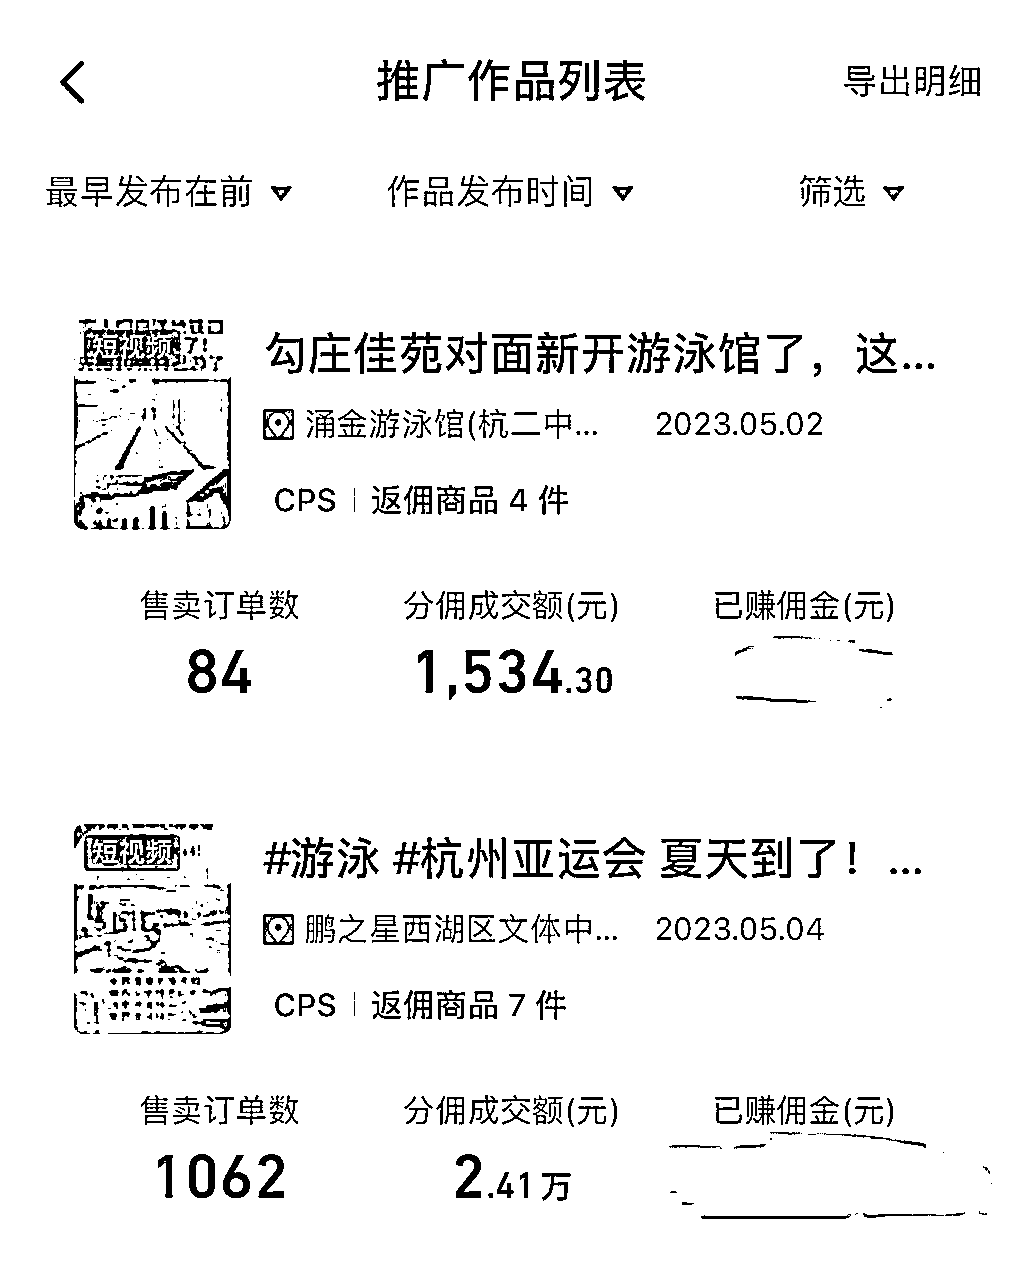 推广作品列表 导出明细
最早发布在前 作品发布时间 筛选
短视频
勾庄佳苑对面新开游泳馆了，这...
涌金游泳馆(杭二中... 2023.05.02
CPS | 返佣商品 4 件
售卖订单数 分佣成交额(元) 已赚佣金(元)
84 1,534.30
短视频
#游泳 #杭州亚运会 夏天到了！...
鹏之星西湖区文体中... 2023.05.04
CPS | 返佣商品 7 件
售卖订单数 分佣成交额(元) 已赚佣金(元)
1062 2.41万